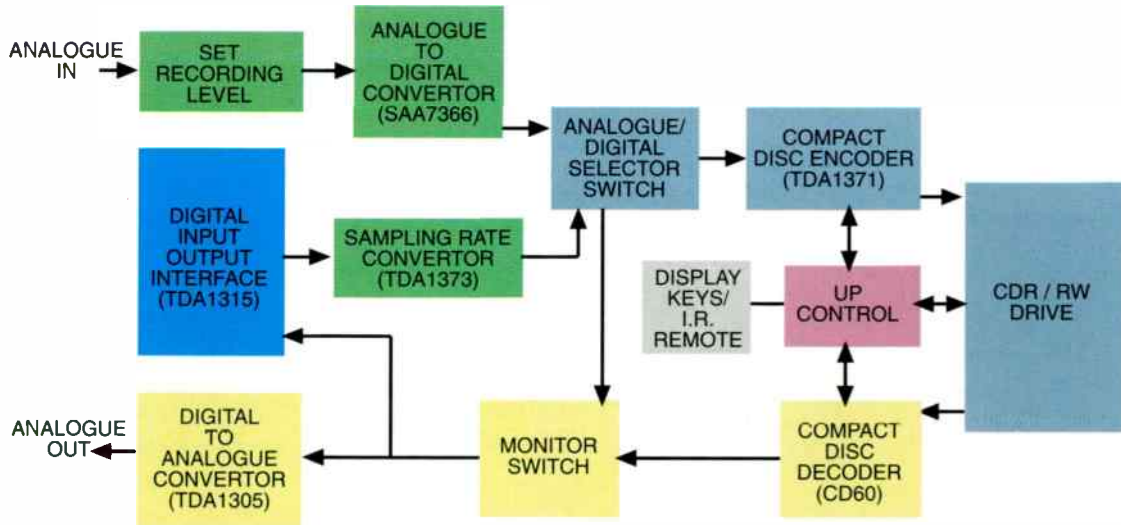 ANALOGUE
IN
SET
RECORDING
LEVEL
ANALOGUE
TO
DIGITAL
CONVERTOR
(SAA7366)
ANALOGUE/
DIGITAL
SELECTOR
SWITCH
COMPACT
DISC ENCODER
(TDA1371)
DIGITAL
INPUT
OUTPUT
INTERFACE
(TDA1315)
SAMPLING RATE
CONVERTOR
(TDA1373)
DISPLAY
KEYS/
I.R.
REMOTE
UP
CONTROL
CDR / RW
DRIVE
ANALOGUE
OUT
DIGITAL
TO
ANALOGUE
CONVERTOR
(TDA1305)
MONITOR
SWITCH
COMPACT
DISC
DECODER
(CD60)